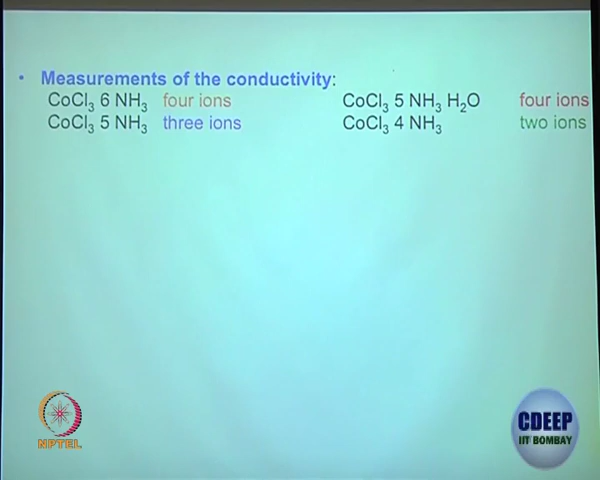 • Measurements of the conductivity:
CoCl₃ 6 NH₃ four ions CoCl₃ 5 NH₃ H₂O four ions
CoCl₃ 5 NH₃ three ions CoCl₃ 4 NH₃ two ions
NPTEL
CDEEP
IIT BOMBAY